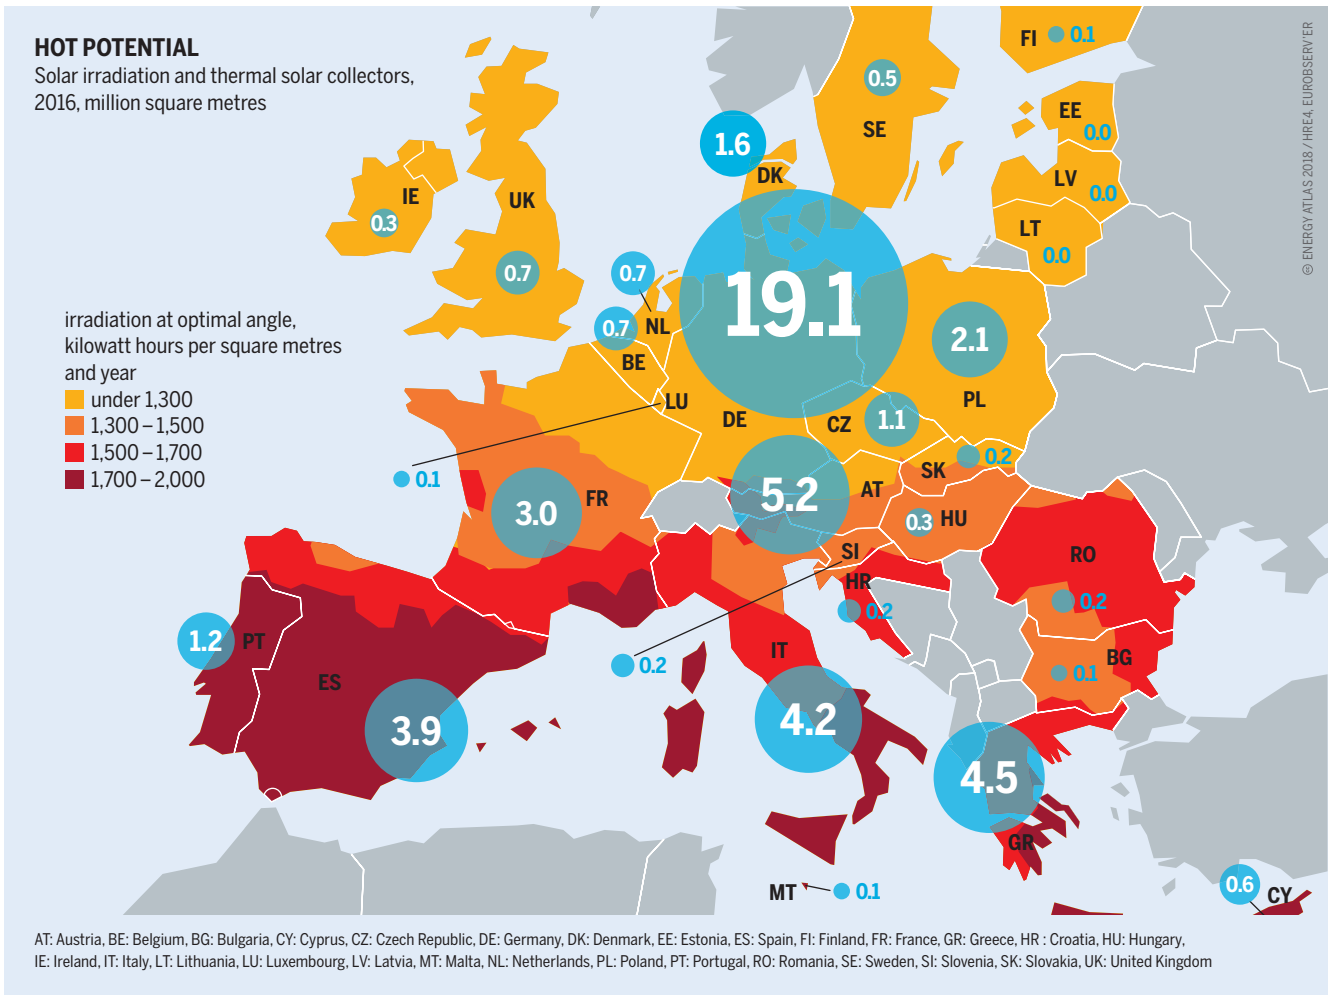 HOT POTENTIAL
Solar irradiation and thermal solar collectors,
2016, million square metres
© ENERGY ATLAS 2018 / HRE4, EUROBSERV'ER
FI 0.1
0.5
SE
EE
0.0
LV
0.0
LT
0.0
1.6
DK
IE
0.3
UK
0.7
0.7
NL
0.7
BE
19.1
2.1
PL
irradiation at optimal angle,
kilowatt hours per square metres
and year
under 1,300
1,300 – 1,500
1,500 – 1,700
1,700 – 2,000
LU
0.1
DE
CZ
1.1
SK
0.2
5.2
AT
FR
3.0
0.3
HU
SI
0.2
HR
0.2
RO
0.2
BG
0.1
1.2
PT
ES
3.9
IT
4.2
4.5
GR
MT
0.1
0.6
CY
AT: Austria, BE: Belgium, BG: Bulgaria, CY: Cyprus, CZ: Czech Republic, DE: Germany, DK: Denmark, EE: Estonia, ES: Spain, FI: Finland, FR: France, GR: Greece, HR : Croatia, HU: Hungary,
IE: Ireland, IT: Italy, LT: Lithuania, LU: Luxembourg, LV: Latvia, MT: Malta, NL: Netherlands, PL: Poland, PT: Portugal, RO: Romania, SE: Sweden, SI: Slovenia, SK: Slovakia, UK: United Kingdom